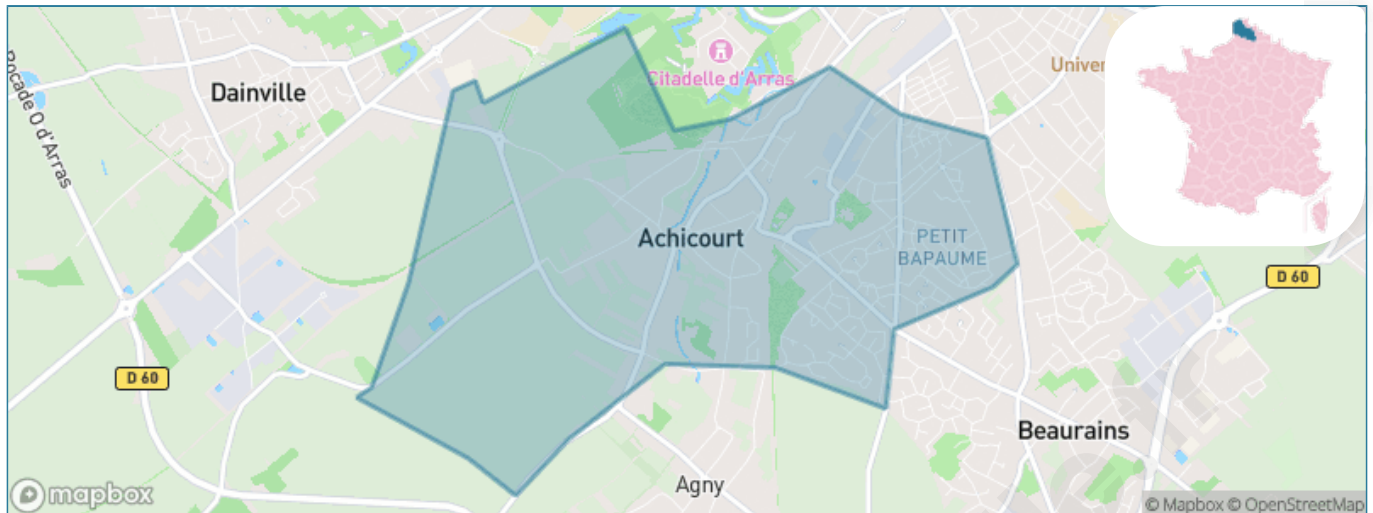 Dainville
Citadelle d'Arras
Univer
Rocade O d'Arras
Achicourt
PETIT
BAPAUME
D 60
D 60
Beaurains
Agny
mapbox
© Mapbox © OpenStreetMap